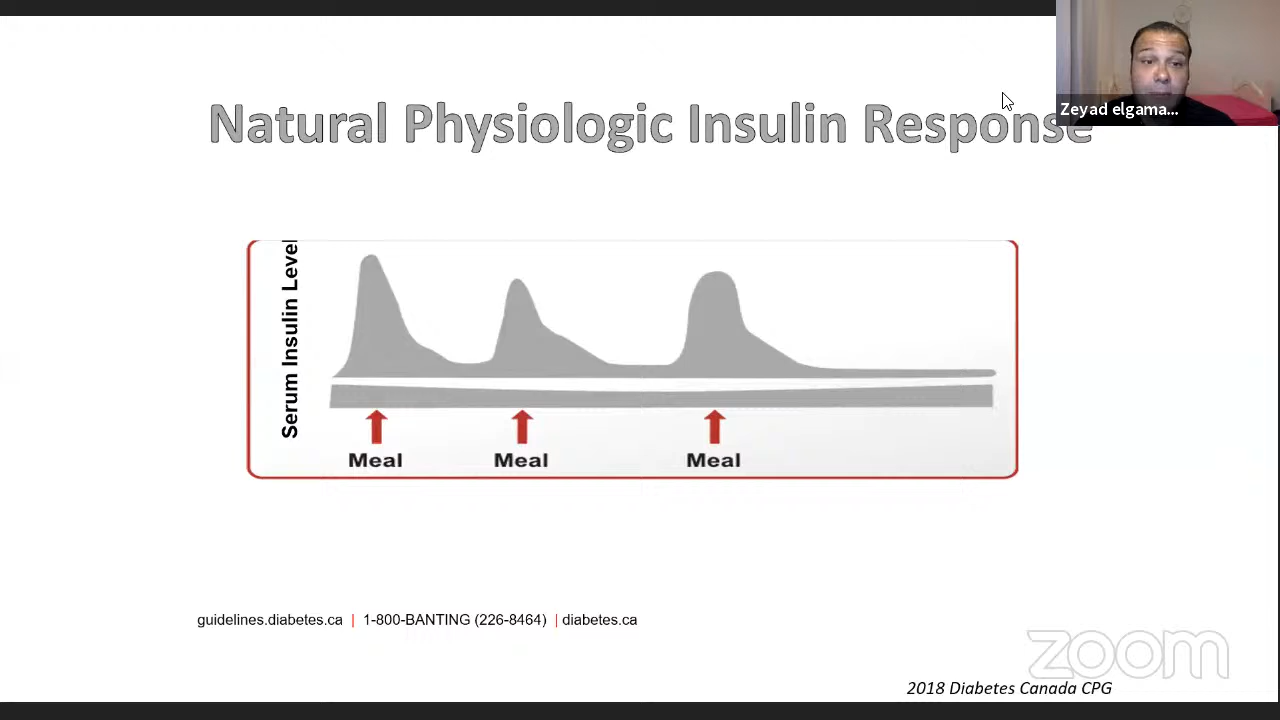 Natural Physiologic Insulin Response
Zeyad elgama...
Serum Insulin Level
Meal Meal Meal
guidelines.diabetes.ca | 1-800-BANTING (226-8464) | diabetes.ca
zoom
2018 Diabetes Canada CPG